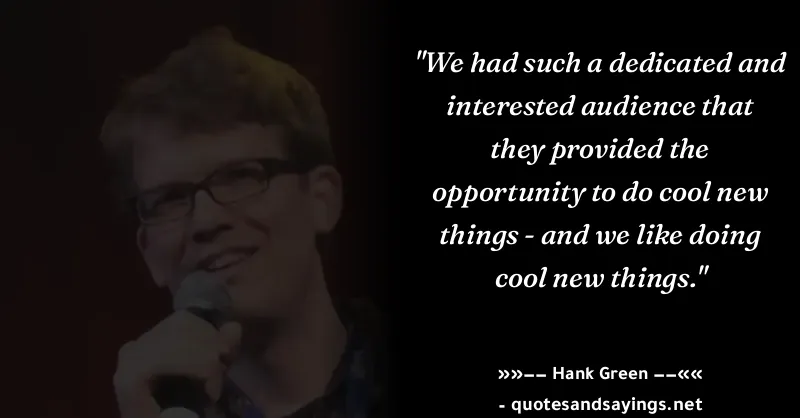 "We had such a dedicated and
interested audience that
they provided the
opportunity to do cool new
things - and we like doing
cool new things."
»»–– Hank Green ––««
- quotesandsayings.net